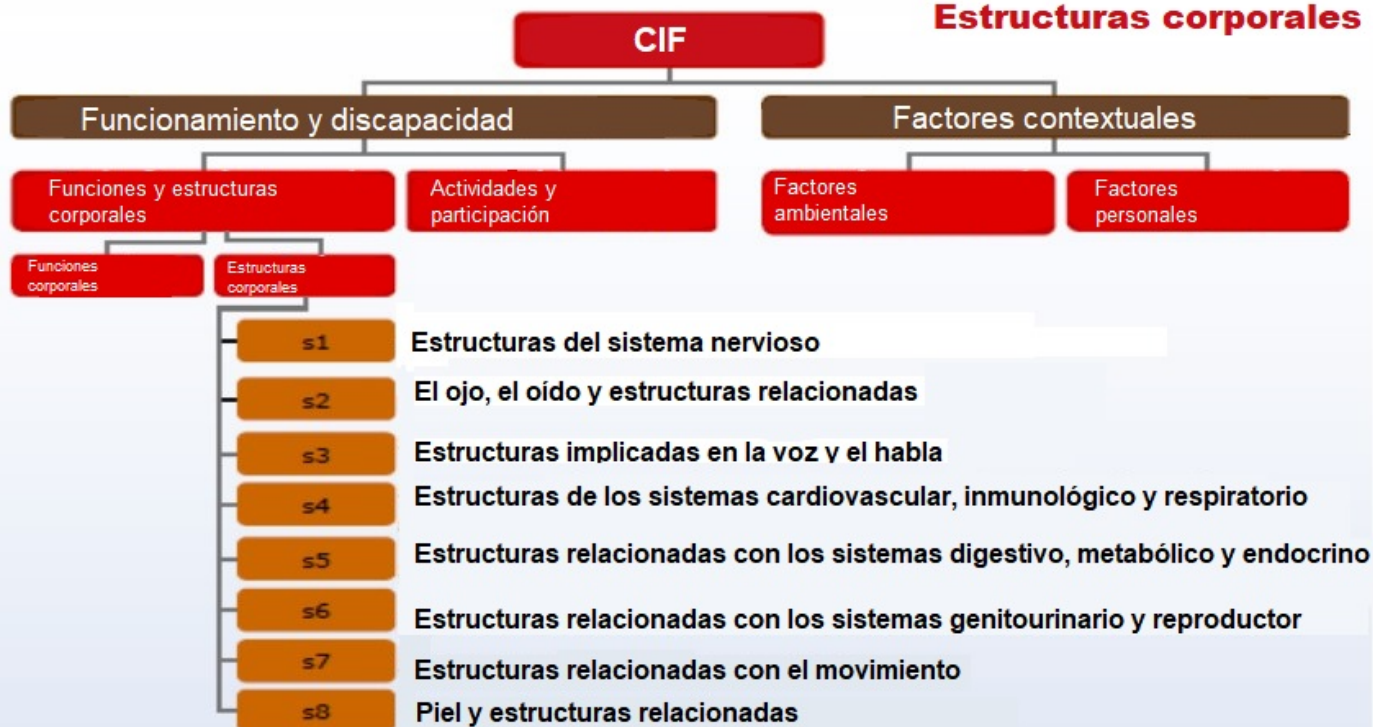 Estructuras corporales
CIF
Funcionamiento y discapacidad
Factores contextuales
Funciones y estructuras
corporales
Actividades y
participación
Factores
ambientales
Factores
personales
Funciones
corporales
Estructuras
corporales
s1 Estructuras del sistema nervioso
s2 El ojo, el oído y estructuras relacionadas
s3 Estructuras implicadas en la voz y el habla
s4 Estructuras de los sistemas cardiovascular, inmunológico y respiratorio
s5 Estructuras relacionadas con los sistemas digestivo, metabólico y endocrino
s6 Estructuras relacionadas con los sistemas genitourinario y reproductor
s7 Estructuras relacionadas con el movimiento
s8 Piel y estructuras relacionadas